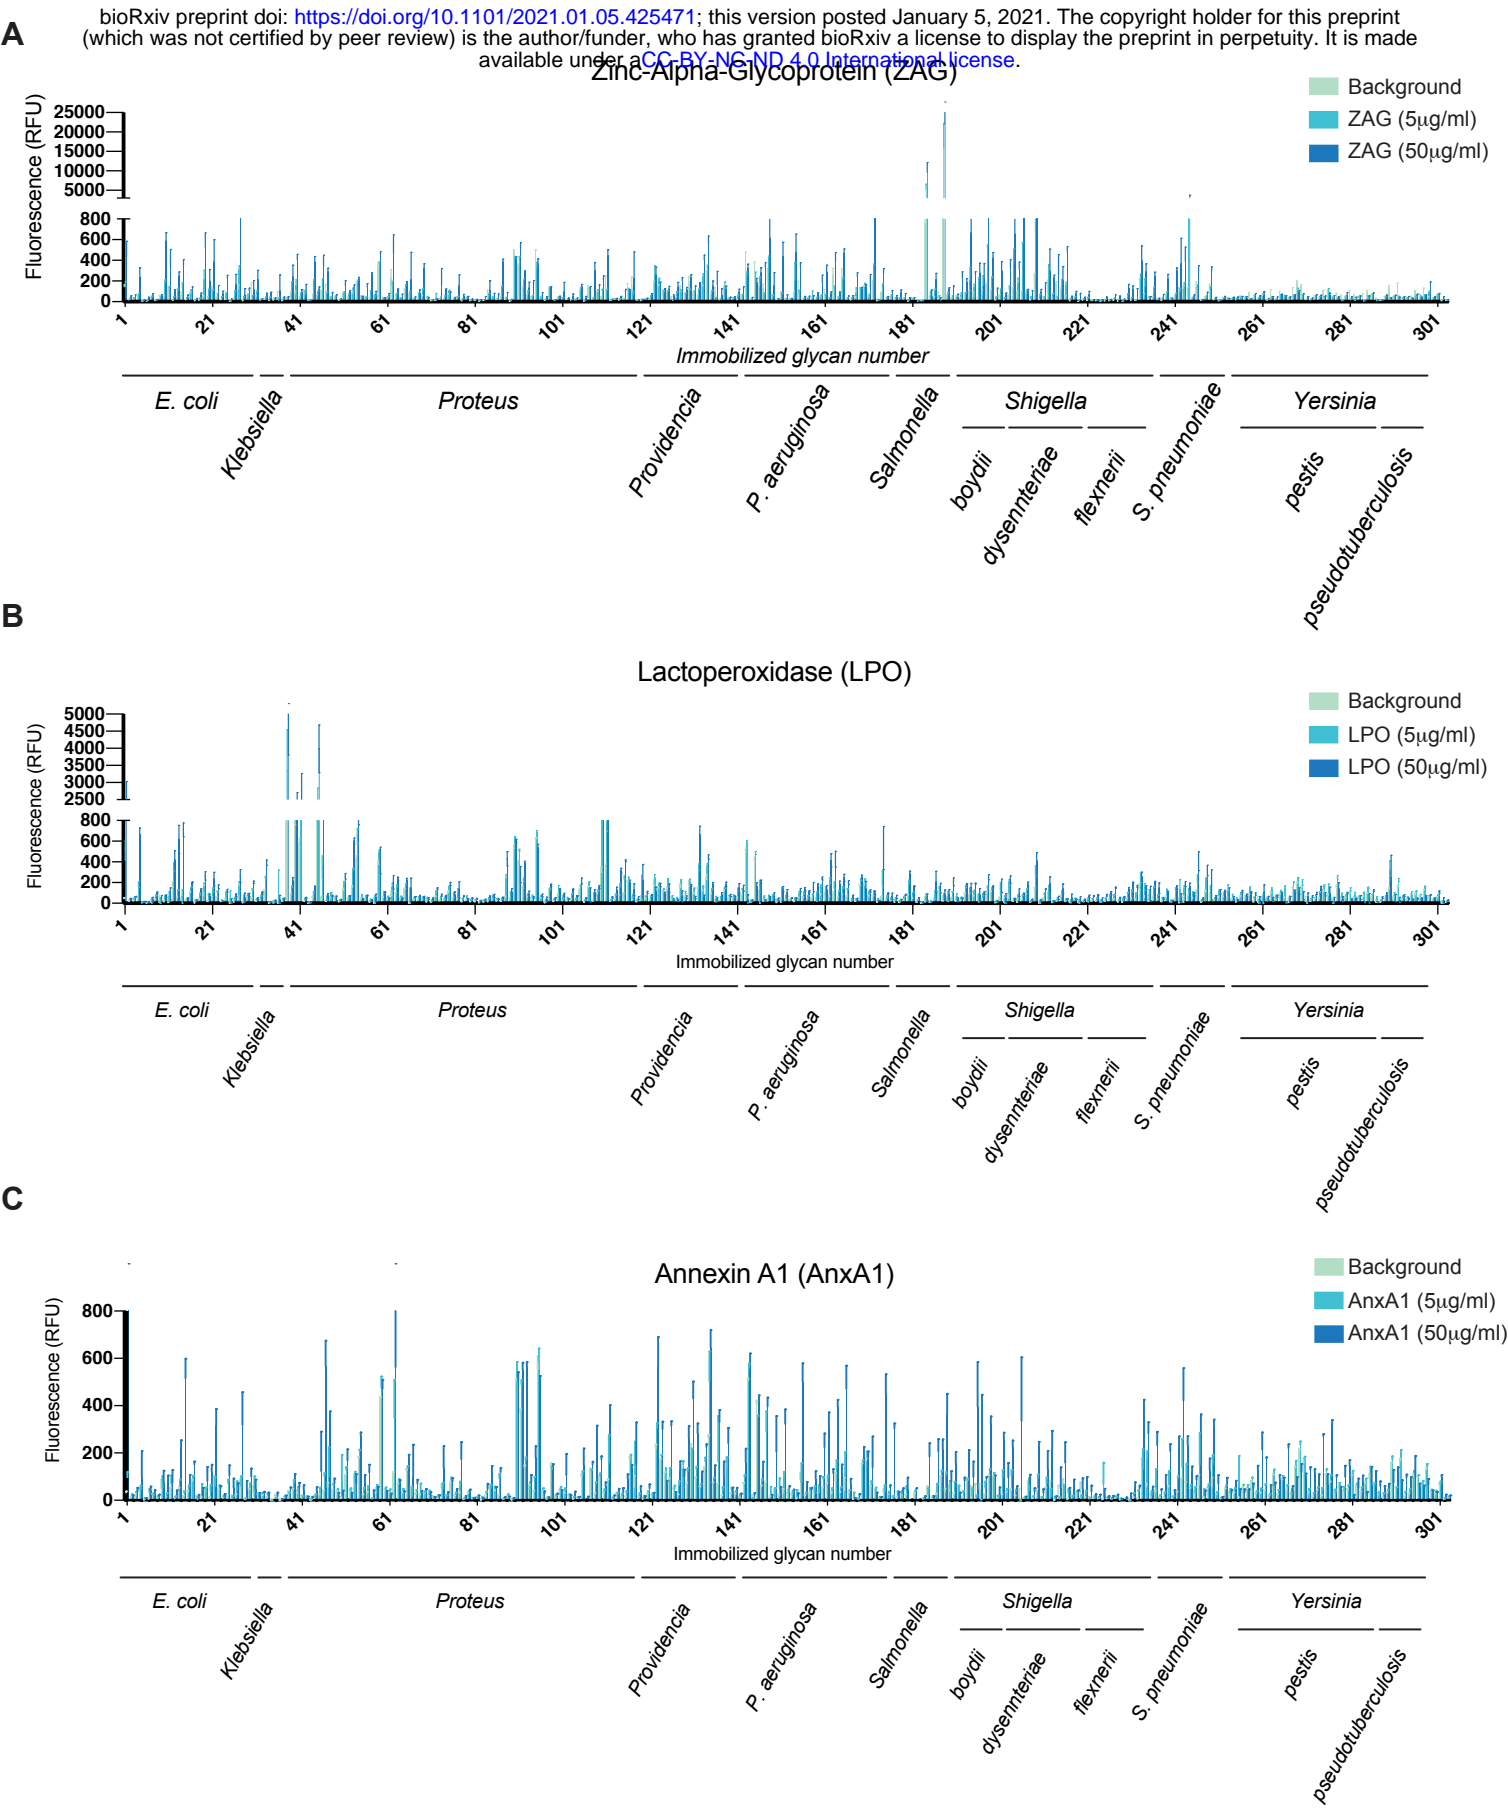 bioRxiv preprint doi: https://doi.org/10.1101/2021.01.05.425471; this version posted January 5, 2021. The copyright holder for this preprint
(which was not certified by peer review) is the author/funder, who has granted bioRxiv a license to display the preprint in perpetuity. It is made
available under aCC-BY-NC-ND 4.0 International license.
A
Zinc-Alpha-Glycoprotein (ZAG)
Background
ZAG (5μg/ml)
ZAG (50μg/ml)
Fluorescence (RFU)
25000
20000
15000
10000
5000
800
600
400
200
0
1 21 41 61 81 101 121 141 161 181 201 221 241 261 281 301
Immobilized glycan number
E. coli
Klebsiella
Proteus
Providencia
P. aeruginosa
Salmonella
Shigella
boydii
dysennteriae
flexnerii
S. pneumoniae
Yersinia
pestis
pseudotuberculosis
B
Lactoperoxidase (LPO)
Background
LPO (5μg/ml)
LPO (50μg/ml)
Fluorescence (RFU)
5000
4500
4000
3500
3000
2500
800
600
400
200
0
1 21 41 61 81 101 121 141 161 181 201 221 241 261 281 301
Immobilized glycan number
E. coli
Klebsiella
Proteus
Providencia
P. aeruginosa
Salmonella
Shigella
boydii
dysennteriae
flexnerii
S. pneumoniae
Yersinia
pestis
pseudotuberculosis
C
Annexin A1 (AnxA1)
Background
AnxA1 (5μg/ml)
AnxA1 (50μg/ml)
Fluorescence (RFU)
800
600
400
200
0
1 21 41 61 81 101 121 141 161 181 201 221 241 261 281 301
Immobilized glycan number
E. coli
Klebsiella
Proteus
Providencia
P. aeruginosa
Salmonella
Shigella
boydii
dysennteriae
flexnerii
S. pneumoniae
Yersinia
pestis
pseudotuberculosis